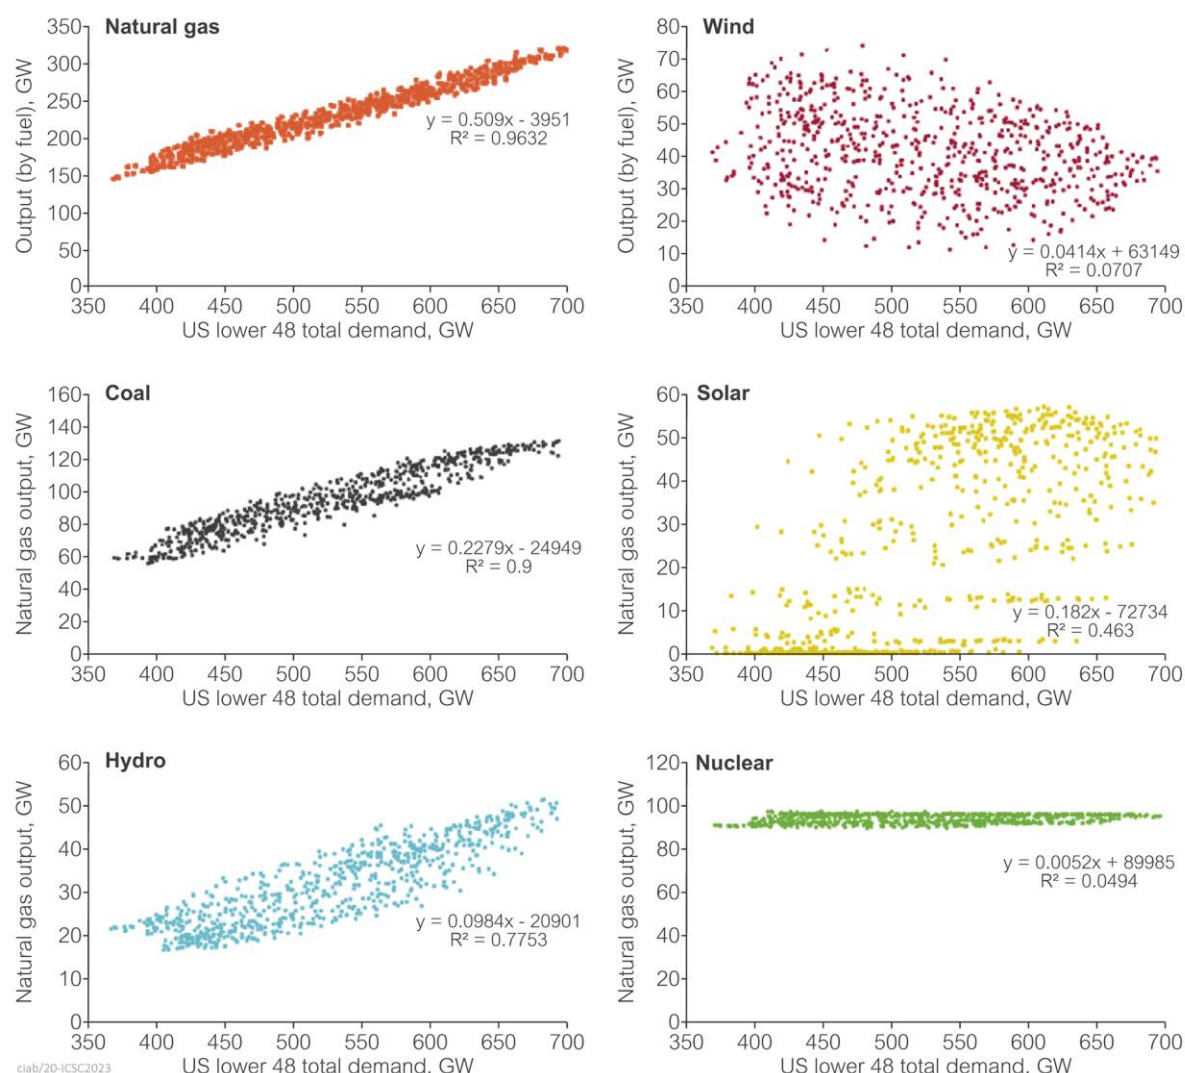 Natural gas
350
300
250
200
150
100
50
0
Output (by fuel), GW
y = 0.509x - 3951
R² = 0.9632
350 400 450 500 550 600 650 700
US lower 48 total demand, GW
Wind
80
70
60
50
40
30
20
10
0
Output (by fuel), GW
y = 0.0414x + 63149
R² = 0.0707
350 400 450 500 550 600 650 700
US lower 48 total demand, GW
Coal
160
140
120
100
80
60
40
20
0
Natural gas output, GW
y = 0.2279x - 24949
R² = 0.9
350 400 450 500 550 600 650 700
US lower 48 total demand, GW
Solar
60
50
40
30
20
10
0
Natural gas output, GW
y = 0.182x - 72734
R² = 0.463
350 400 450 500 550 600 650 700
US lower 48 total demand, GW
Hydro
60
50
40
30
20
10
0
Natural gas output, GW
y = 0.0984x - 20901
R² = 0.7753
350 400 450 500 550 600 650 700
US lower 48 total demand, GW
Nuclear
120
100
80
60
40
20
0
Natural gas output, GW
y = 0.0052x + 89985
R² = 0.0494
350 400 450 500 550 600 650 700
US lower 48 total demand, GW
ciab/20-ICSC2023